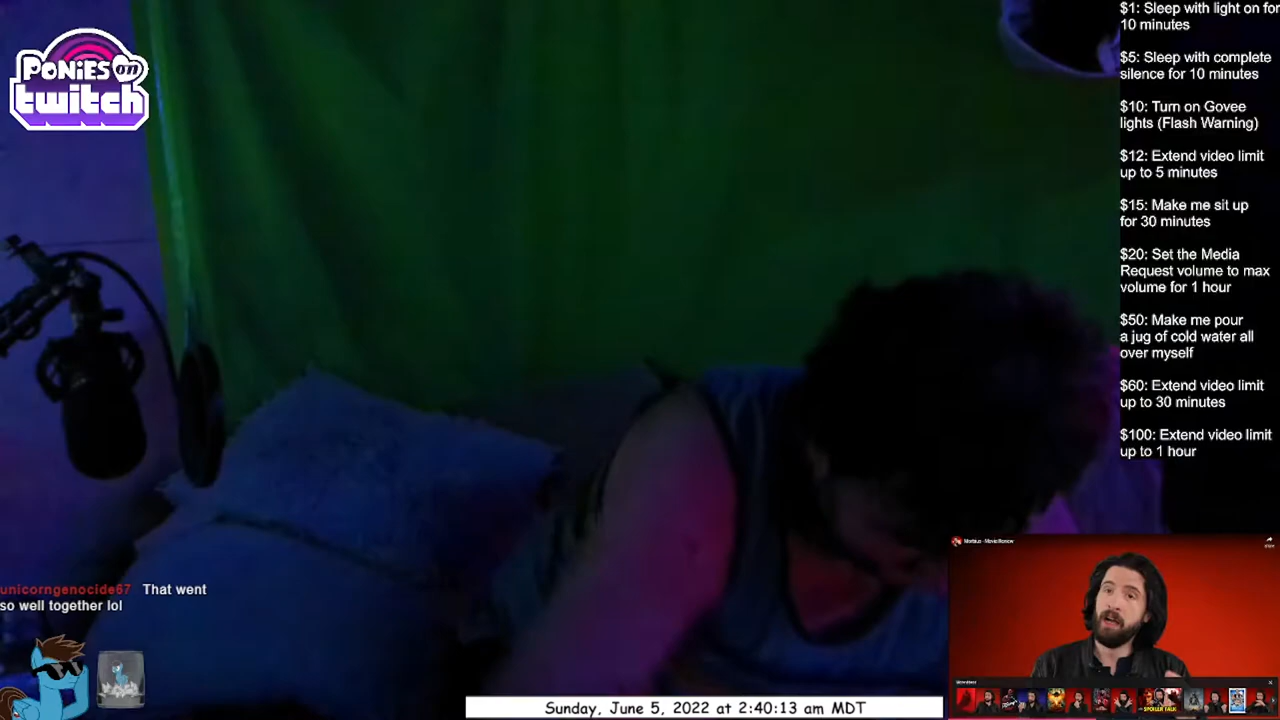 PONIES on
twitch
$1: Sleep with light on for
10 minutes
$5: Sleep with complete
silence for 10 minutes
$10: Turn on Govee
lights (Flash Warning)
$12: Extend video limit
up to 5 minutes
$15: Make me sit up
for 30 minutes
$20: Set the Media
Request volume to max
volume for 1 hour
$50: Make me pour
a jug of cold water all
over myself
$60: Extend video limit
up to 30 minutes
$100: Extend video limit
up to 1 hour
unicorngenocide67 That went
so well together lol
Morbius - Movie Review
SPOILER TALK
Sunday, June 5, 2022 at 2:40:13 am MDT